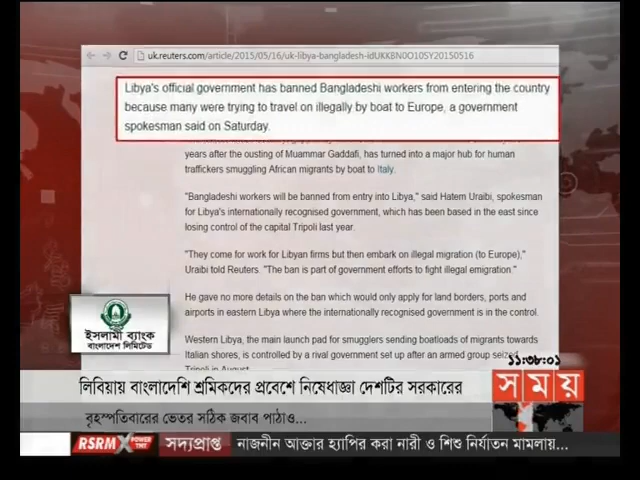 uk.reuters.com/article/2015/05/16/uk-libya-bangladesh-idUKKBN0O10SY20150516
Libya's official government has banned Bangladeshi workers from entering the country
because many were trying to travel on illegally by boat to Europe, a government
spokesman said on Saturday.
years after the ousting of Muammar Gaddafi, has turned into a major hub for human
traffickers smuggling African migrants by boat to Italy.
"Bangladeshi workers will be banned from entry into Libya," said Hatem Uraibi, spokesman
for Libya's internationally recognised government, which has been based in the east since
losing control of the capital Tripoli last year.
"They come for work for Libyan firms but then embark on illegal migration (to Europe),"
Uraibi told Reuters. "The ban is part of government efforts to fight illegal emigration."
He gave no more details on the ban which would only apply for land borders, ports and
airports in eastern Libya where the internationally recognised government is in the control.
Western Libya, the main launch pad for smugglers sending boatloads of migrants towards
Italian shores, is controlled by a rival government set up after an armed group seized
Tripoli in August
ইসলামী ব্যাংক
বাংলাদেশ লিমিটেড
১১:৩৮:০১
সময়
লিবিয়ায় বাংলাদেশি শ্রমিকদের প্রবেশে নিষেধাজ্ঞা দেশটির সরকারের
বৃহস্পতিবারের ভেতর সঠিক জবাব পাঠাও...
RSRM X POWER TMT
সদ্যপ্রাপ্ত
নাজনীন আক্তার হ্যাপির করা নারী ও শিশু নির্যাতন মামলায়...